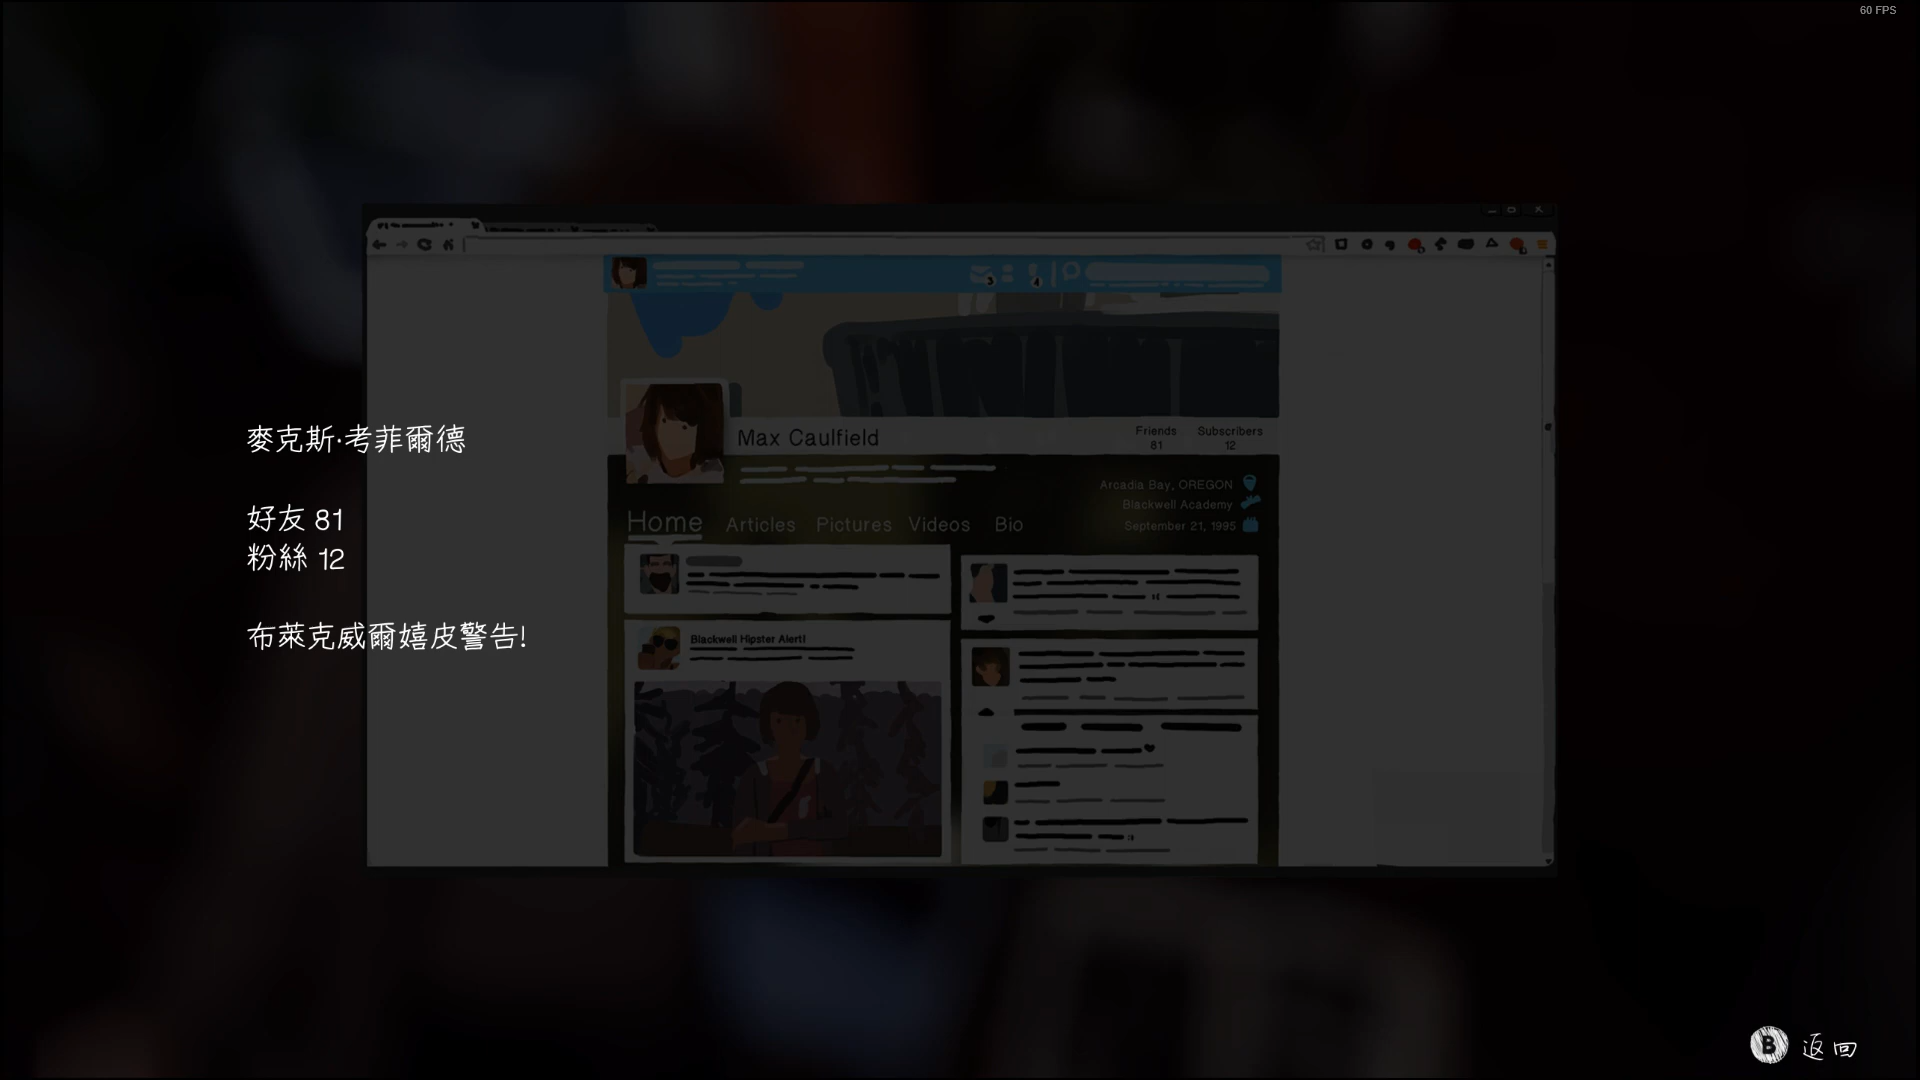 60 FPS
麥克斯·考菲爾德
好友 81
粉絲 12
布萊克威爾嬉皮警告!
3
4
Max Caulfield
Friends
81
Subscribers
12
Arcadia Bay, OREGON
Blackwell Academy
September 21, 1995
Home
Articles
Pictures
Videos
Bio
Blackwell Hipster Alert!
B 返回